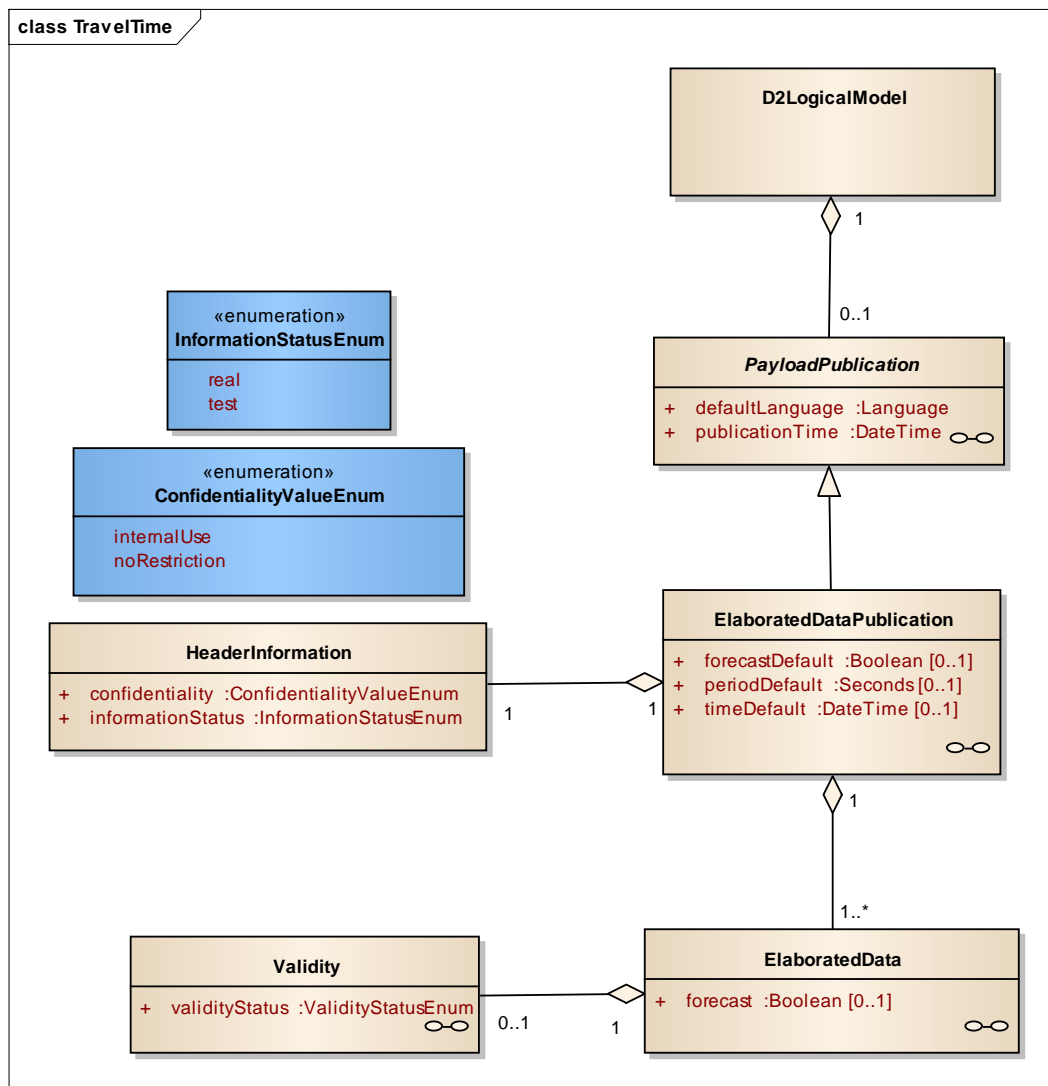 class TravelTime
D2LogicalModel
1
0..1
«enumeration»
InformationStatusEnum
real
test
PayloadPublication
+ defaultLanguage :Language
+ publicationTime :DateTime
«enumeration»
ConfidentialityValueEnum
internalUse
noRestriction
ElaboratedDataPublication
+ forecastDefault :Boolean [0..1]
+ periodDefault :Seconds [0..1]
+ timeDefault :DateTime [0..1]
HeaderInformation
+ confidentiality :ConfidentialityValueEnum
+ informationStatus :InformationStatusEnum
1
1
1
1..*
Validity
+ validityStatus :ValidityStatusEnum
0..1
1
ElaboratedData
+ forecast :Boolean [0..1]